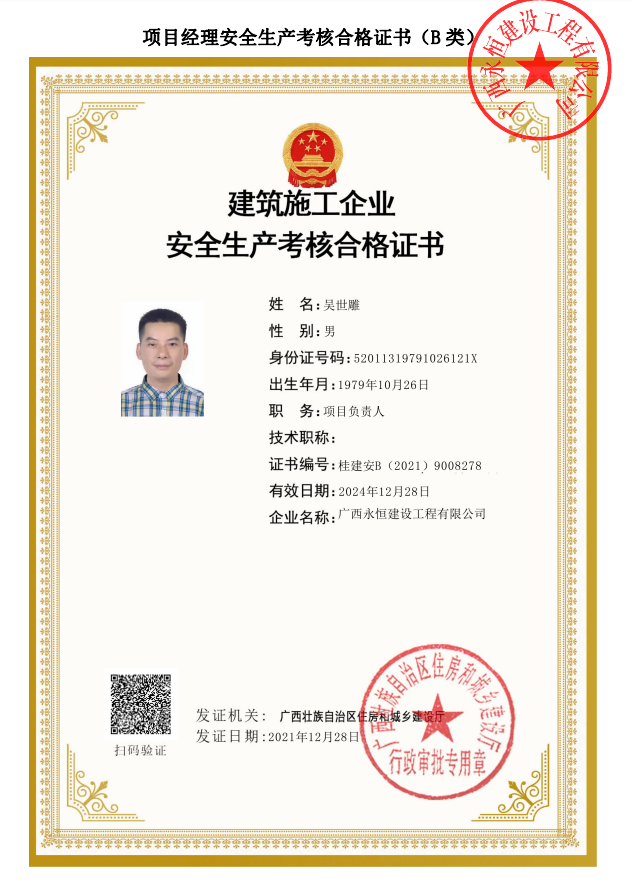 项目经理安全生产考核合格证书（B 类）
广西永恒建设工程有限公司
建筑施工企业
安全生产考核合格证书
姓 名:吴世雕
性 别:男
身份证号码:52011319791026121X
出生年月:1979年10月26日
职 务:项目负责人
技术职称:
证书编号:桂建安B（2021）9008278
有效日期:2024年12月28日
企业名称:广西永恒建设工程有限公司
广西壮族自治区住房和城乡建设厅
行政审批专用章
发证机关: 广西壮族自治区住房和城乡建设厅
发证日期:2021年12月28日
扫码验证